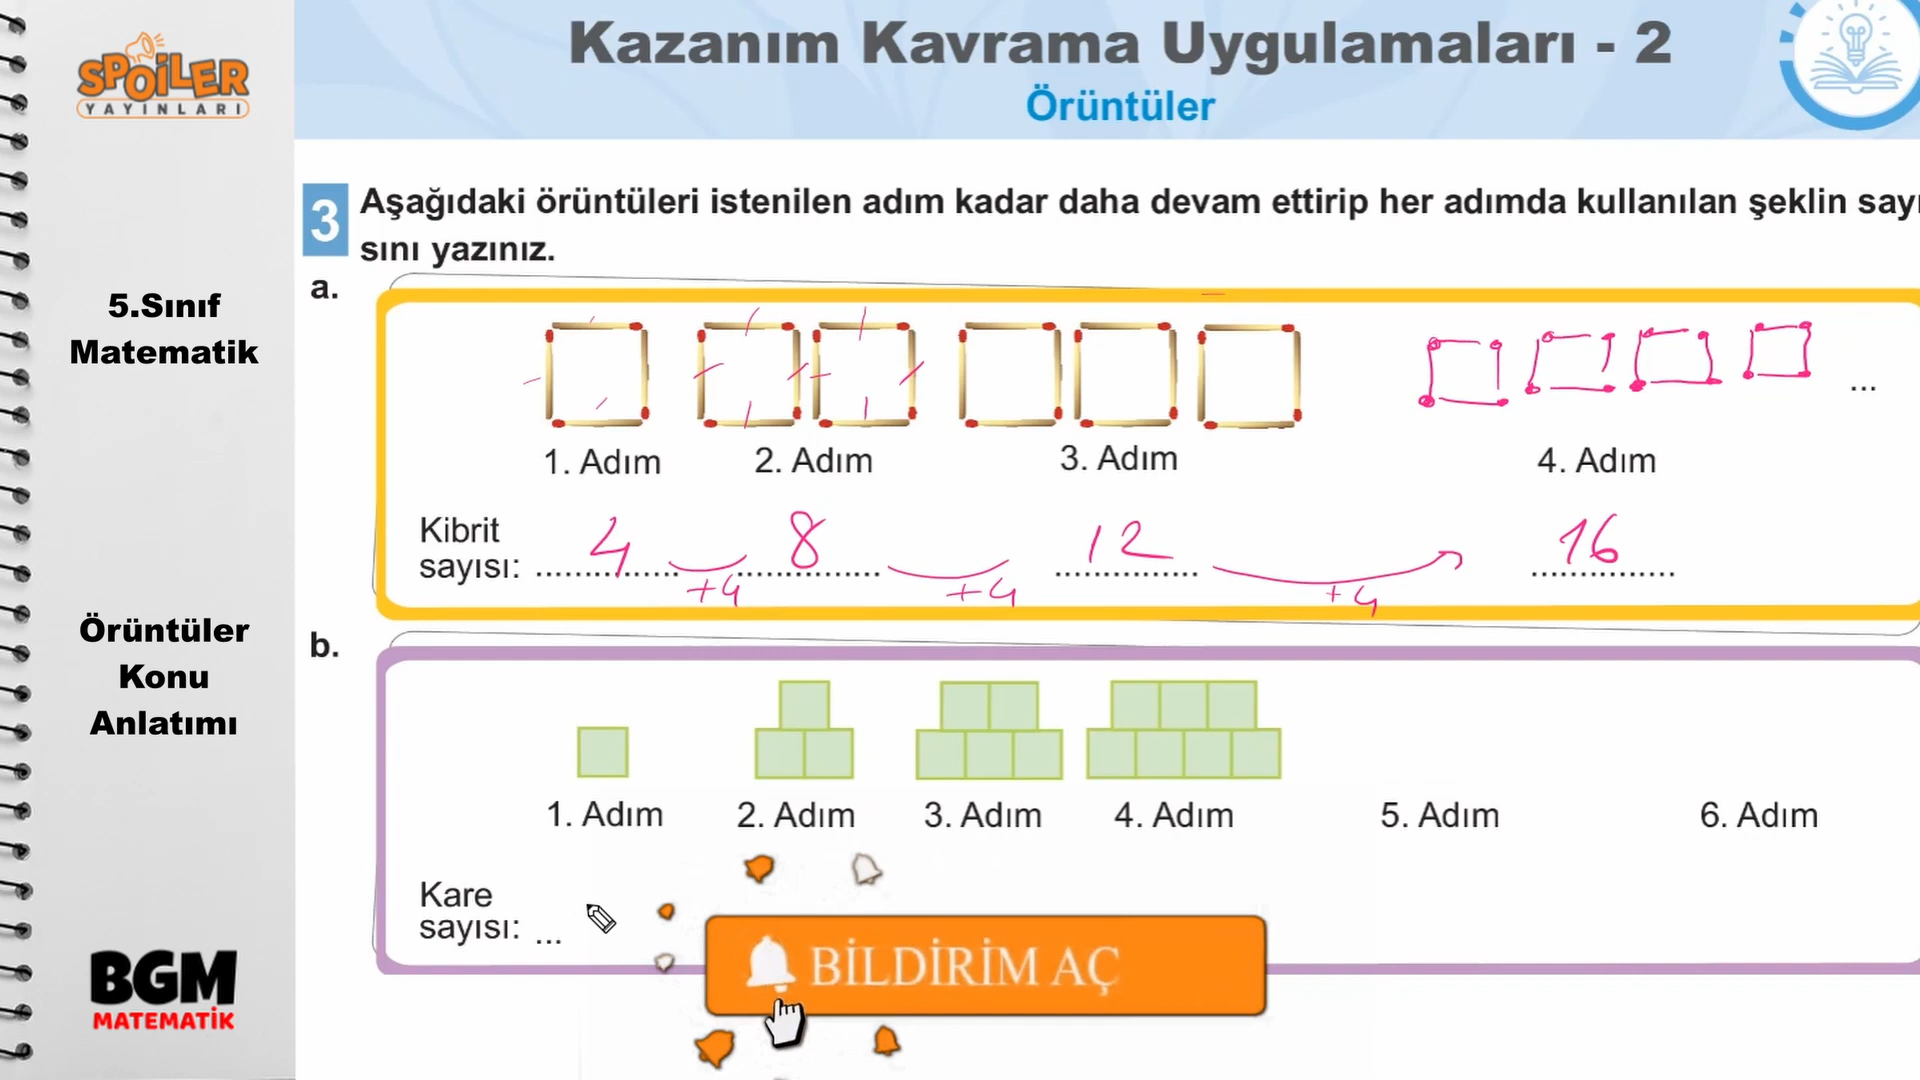 SPOiLER
YAYINLARI
5.Sınıf
Matematik
Örüntüler
Konu
Anlatımı
BGM
MATEMATİK
Kazanım Kavrama Uygulamaları - 2
Örüntüler
3 Aşağıdaki örüntüleri istenilen adım kadar daha devam ettirip her adımda kullanılan şeklin sayı
sını yazınız.
a.
...
1. Adım 2. Adım 3. Adım 4. Adım
Kibrit
sayısı: 4 8 12 16
+4 +4 +4
b.
1. Adım 2. Adım 3. Adım 4. Adım 5. Adım 6. Adım
Kare
sayısı: ...
BİLDİRİM AÇ